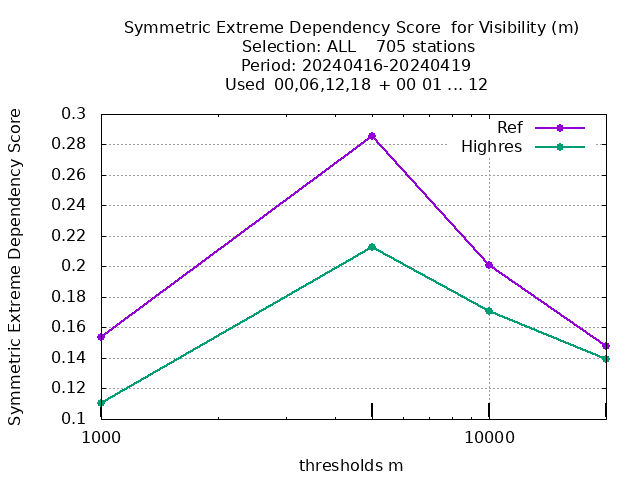 Symmetric Extreme Dependency Score  for Visibility (m)
Selection: ALL    705 stations
Period: 20240416-20240419
Used  00,06,12,18 + 00 01 ... 12
Symmetric Extreme Dependency Score
0.3
0.28
0.26
0.24
0.22
0.2
0.18
0.16
0.14
0.12
0.1
Ref
Highres
1000
10000
thresholds m